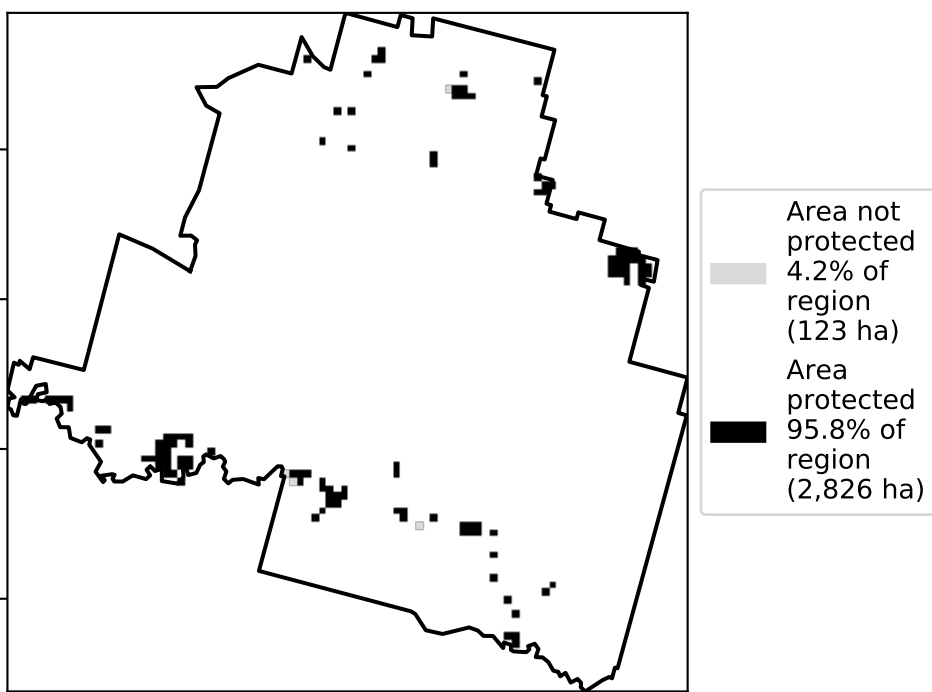 Area not
protected
4.2% of
region
(123 ha)
Area
protected
95.8% of
region
(2,826 ha)